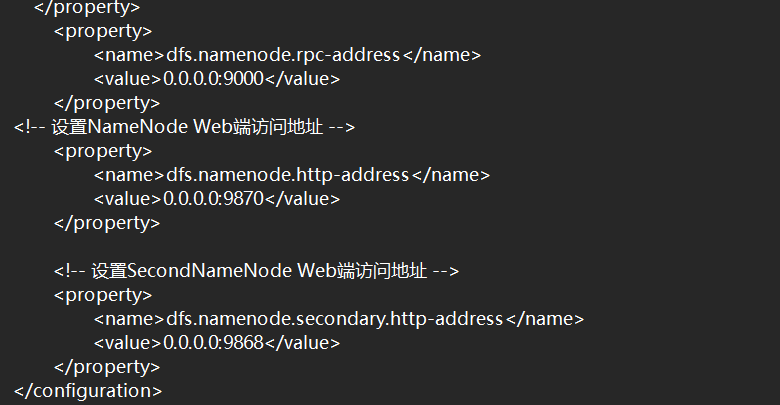 </property>
<property>
<name>dfs.namenode.rpc-address</name>
<value>0.0.0.0:9000</value>
</property>
<!-- 设置NameNode Web端访问地址 -->
<property>
<name>dfs.namenode.http-address</name>
<value>0.0.0.0:9870</value>
</property>
<!-- 设置SecondNameNode Web端访问地址 -->
<property>
<name>dfs.namenode.secondary.http-address</name>
<value>0.0.0.0:9868</value>
</property>
</configuration>